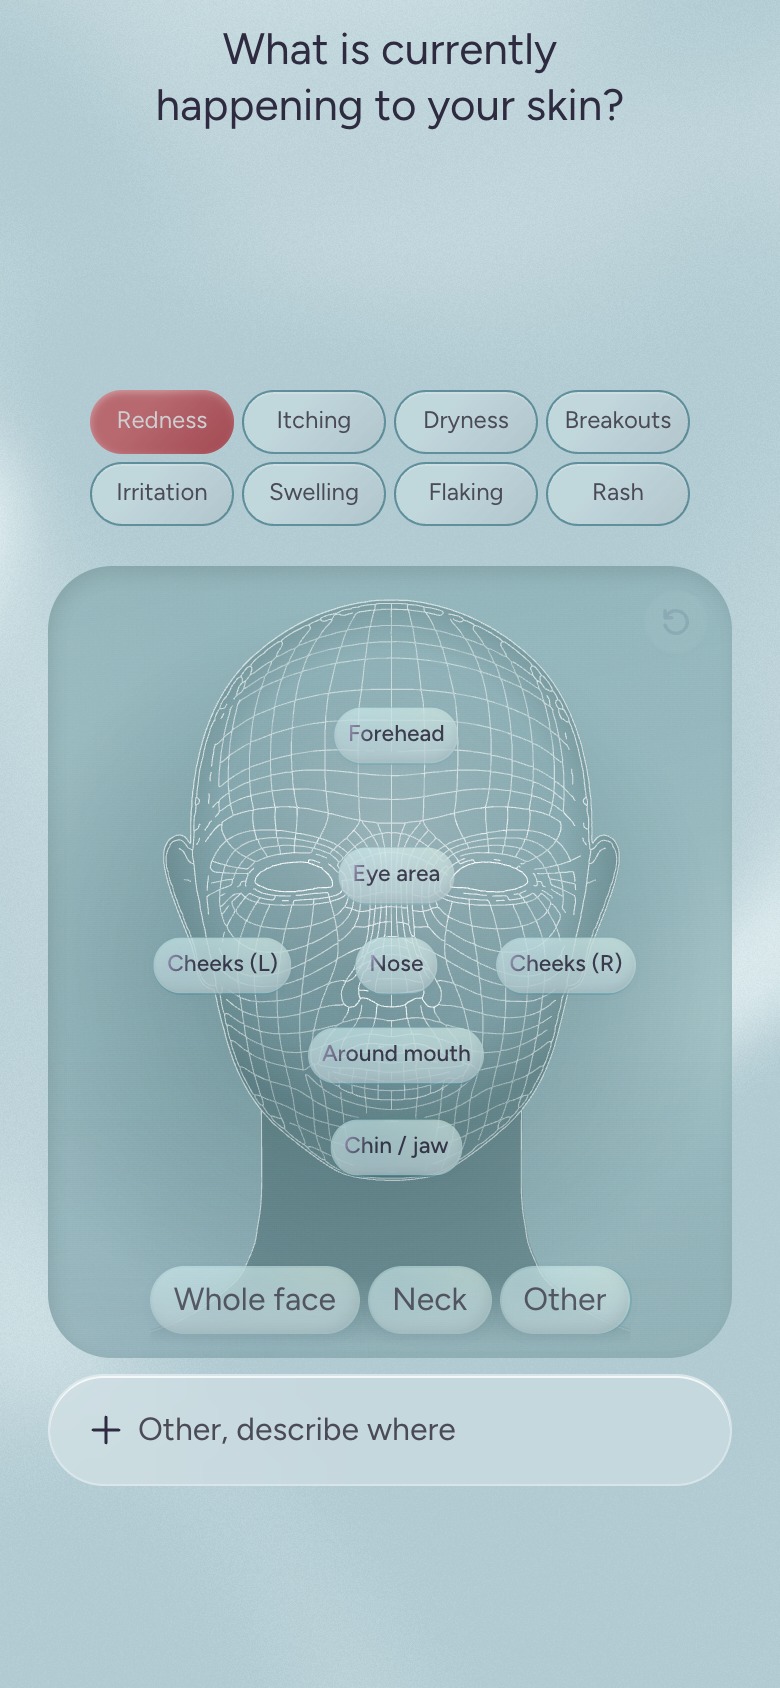 What is currently
happening to your skin?
Redness
Itching
Dryness
Breakouts
Irritation
Swelling
Flaking
Rash
Forehead
Eye area
Cheeks (L)
Nose
Cheeks (R)
Around mouth
Chin / jaw
Whole face
Neck
Other
Other, describe where